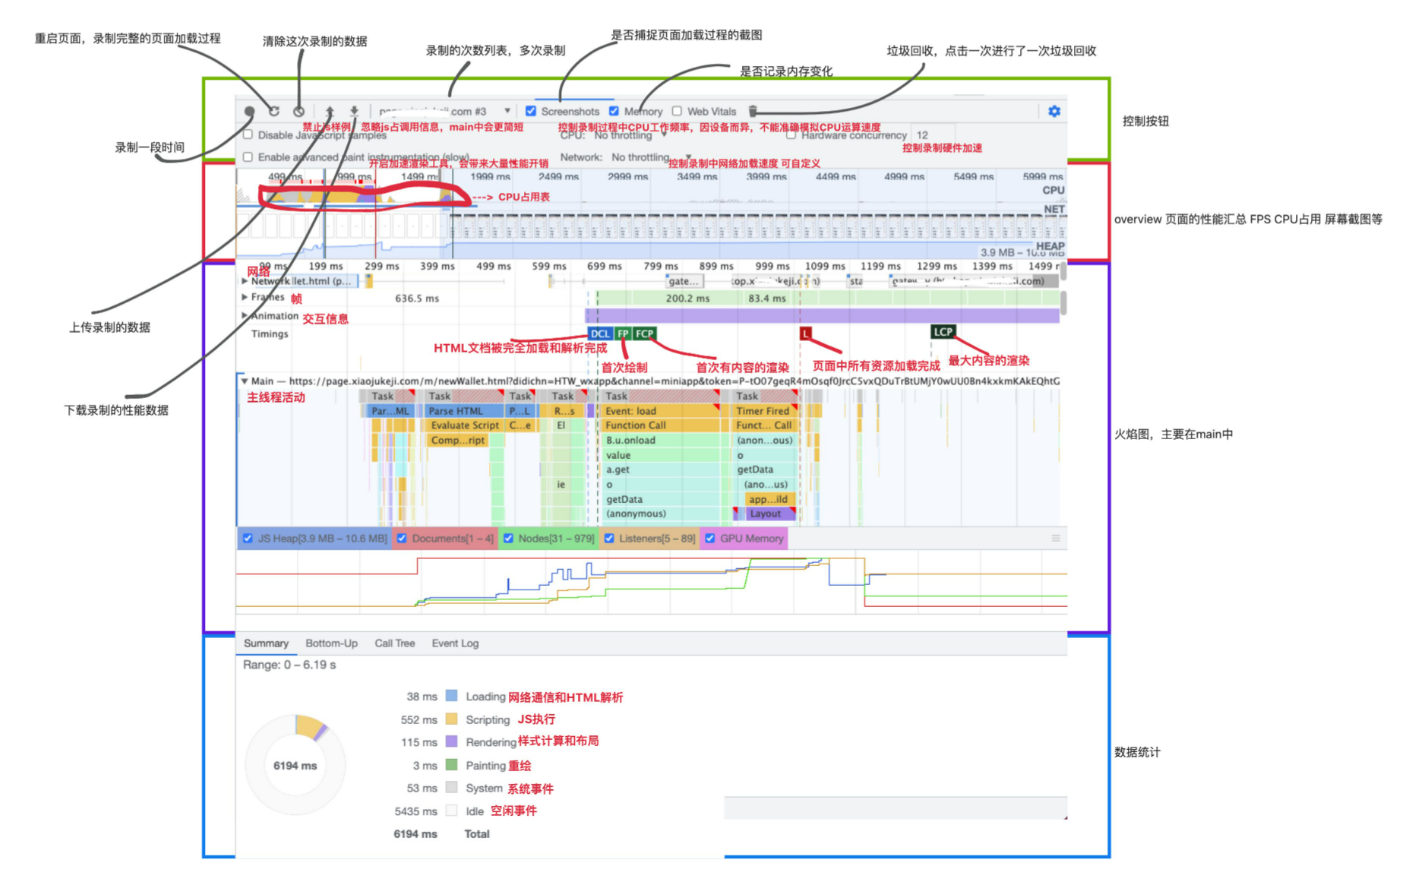 重启页面，录制完整的页面加载过程
清除这次录制的数据
录制的次数列表，多次录制
是否捕捉页面加载过程的截图
是否记录内存变化
垃圾回收，点击一次进行了一次垃圾回收
.com #3
Screenshots
Memory
Web Vitals
控制按钮
禁止js样例，忽略js占调用信息，main中会更简短
控制录制过程中CPU工作频率，因设备而异，不能准确模拟CPU运算速度
Disable JavaScript samples
CPU: No throttling
Hardware concurrency 12
录制一段时间
控制录制硬件加速
Enable advanced paint instrumentation (slow)
开启加速渲染工具，会带来大量性能开销
Network: No throttling
控制录制中网络加载速度 可自定义
499 ms 999 ms 1499 ms 1999 ms 2499 ms 2999 ms 3499 ms 3999 ms 4499 ms 4999 ms 5499 ms 5999 ms
CPU
---> CPU占用表
NET
overview 页面的性能汇总 FPS CPU占用 屏幕截图等
HEAP
3.9 MB – 10.6 MB
99 ms 199 ms 299 ms 399 ms 499 ms 599 ms 699 ms 799 ms 899 ms 999 ms 1099 ms 1199 ms 1299 ms 1399 ms 1499 r
网络
Network llet.html (p... gate... sta
Frames 帧 636.5 ms 200.2 ms 83.4 ms
Animation 交互信息
上传录制的数据
Timings DCL FP FCP L LCP
HTML文档被完全加载和解析完成
首次绘制
首次有内容的渲染
页面中所有资源加载完成
最大内容的渲染
Main — https://page.xiaojukeji.com/m/newWallet.html?didichn=HTW_wxapp&channel=miniapp&token=P-tO07geqR4mOsqf0JrcC5vxQDuTrBtUMjY0wUU0Bn4kxkmKAkEQhtG
主线程活动
下载录制的性能数据
Task Task Task Task Task Task
Par...ML Parse HTML P...L R...s Event: load Timer Fired
Evaluate Script C...e El Function Call Funct... Call
Comp...ript B.u.onload (anon...ous)
火焰图，主要在main中
value o
a.get getData
ie o (ano...us)
getData app...ild
(anonymous) Layout
JS Heap[3.9 MB – 10.6 MB] Documents[1 – 4] Nodes[31 – 979] Listeners[5 – 89] GPU Memory
Summary Bottom-Up Call Tree Event Log
Range: 0 – 6.19 s
38 ms Loading 网络通信和HTML解析
552 ms Scripting JS执行
115 ms Rendering 样式计算和布局
数据统计
6194 ms
3 ms Painting 重绘
53 ms System 系统事件
5435 ms Idle 空闲事件
6194 ms Total